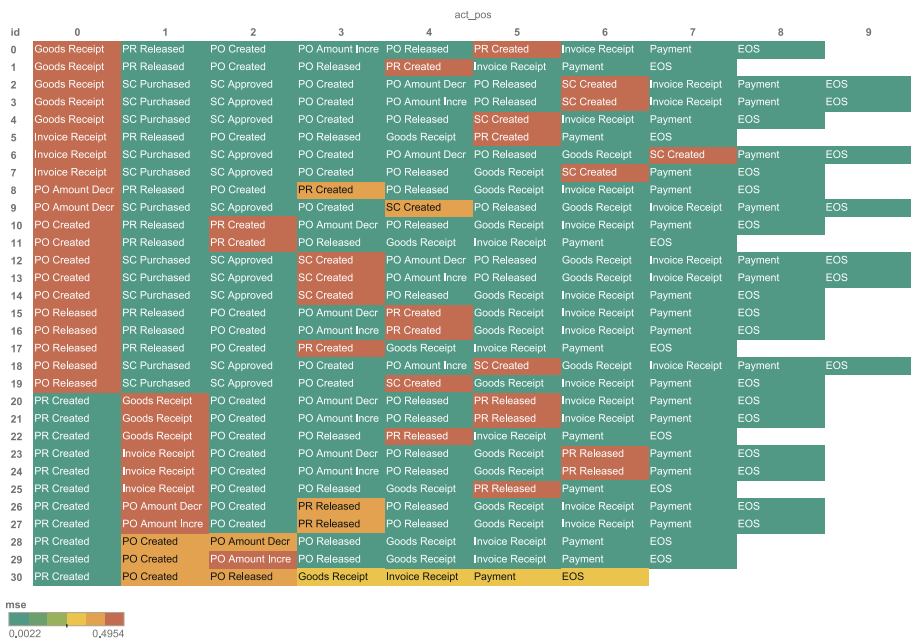 act_pos
id 0 1 2 3 4 5 6 7 8 9
0 Goods Receipt PR Released PO Created PO Amount Incre PO Released PR Created Invoice Receipt Payment EOS
1 Goods Receipt PR Released PO Created PO Released PR Created Invoice Receipt Payment EOS
2 Goods Receipt SC Purchased SC Approved PO Created PO Amount Decr PO Released SC Created Invoice Receipt Payment EOS
3 Goods Receipt SC Purchased SC Approved PO Created PO Amount Incre PO Released SC Created Invoice Receipt Payment EOS
4 Goods Receipt SC Purchased SC Approved PO Created PO Released SC Created Invoice Receipt Payment EOS
5 Invoice Receipt PR Released PO Created PO Released Goods Receipt PR Created Payment EOS
6 Invoice Receipt SC Purchased SC Approved PO Created PO Amount Decr PO Released Goods Receipt SC Created Payment EOS
7 Invoice Receipt SC Purchased SC Approved PO Created PO Released Goods Receipt SC Created Payment EOS
8 PO Amount Decr PR Released PO Created PR Created PO Released Goods Receipt Invoice Receipt Payment EOS
9 PO Amount Decr SC Purchased SC Approved PO Created SC Created PO Released Goods Receipt Invoice Receipt Payment EOS
10 PO Created PR Released PR Created PO Amount Decr PO Released Goods Receipt Invoice Receipt Payment EOS
11 PO Created PR Released PR Created PO Released Goods Receipt Invoice Receipt Payment EOS
12 PO Created SC Purchased SC Approved SC Created PO Amount Decr PO Released Goods Receipt Invoice Receipt Payment EOS
13 PO Created SC Purchased SC Approved SC Created PO Amount Incre PO Released Goods Receipt Invoice Receipt Payment EOS
14 PO Created SC Purchased SC Approved SC Created PO Released Goods Receipt Invoice Receipt Payment EOS
15 PO Released PR Released PO Created PO Amount Decr PR Created Goods Receipt Invoice Receipt Payment EOS
16 PO Released PR Released PO Created PO Amount Incre PR Created Goods Receipt Invoice Receipt Payment EOS
17 PO Released PR Released PO Created PR Created Goods Receipt Invoice Receipt Payment EOS
18 PO Released SC Purchased SC Approved PO Created PO Amount Incre SC Created Goods Receipt Invoice Receipt Payment EOS
19 PO Released SC Purchased SC Approved PO Created SC Created Goods Receipt Invoice Receipt Payment EOS
20 PR Created Goods Receipt PO Created PO Amount Decr PO Released PR Released Invoice Receipt Payment EOS
21 PR Created Goods Receipt PO Created PO Amount Incre PO Released PR Released Invoice Receipt Payment EOS
22 PR Created Goods Receipt PO Created PO Released PR Released Invoice Receipt Payment EOS
23 PR Created Invoice Receipt PO Created PO Amount Decr PO Released Goods Receipt PR Released Payment EOS
24 PR Created Invoice Receipt PO Created PO Amount Incre PO Released Goods Receipt PR Released Payment EOS
25 PR Created Invoice Receipt PO Created PO Released Goods Receipt PR Released Payment EOS
26 PR Created PO Amount Decr PO Created PR Released PO Released Goods Receipt Invoice Receipt Payment EOS
27 PR Created PO Amount Incre PO Created PR Released PO Released Goods Receipt Invoice Receipt Payment EOS
28 PR Created PO Created PO Amount Decr PO Released Goods Receipt Invoice Receipt Payment EOS
29 PR Created PO Created PO Amount Incre PO Released Goods Receipt Invoice Receipt Payment EOS
30 PR Created PO Created PO Released Goods Receipt Invoice Receipt Payment EOS
mse
0,0022 0,4954